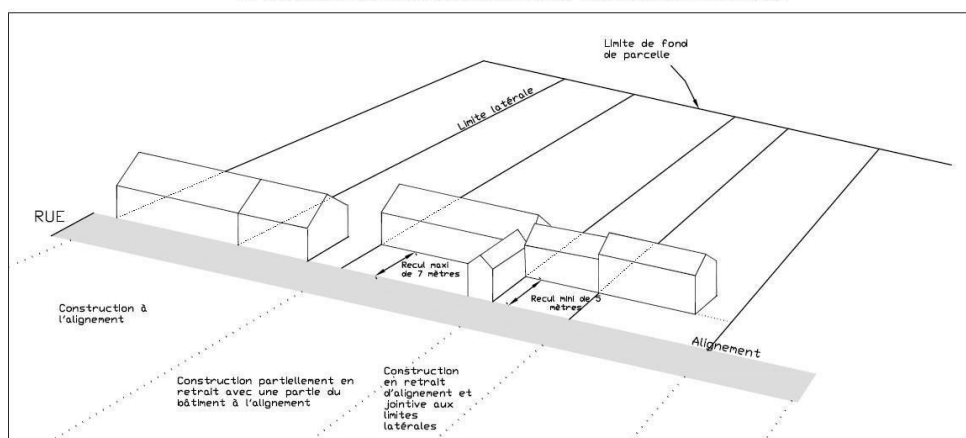 Limite de fond
de parcelle
Limite latérale
RUE
Recul maxi
de 7 mètres
Recul mini de 5
mètres
Alignement
Construction à
l'alignement
Construction partiellement en
retrait avec une partie du
bâtiment à l'alignement
Construction
en retrait
d'alignement et
jointive aux
limites
latérales